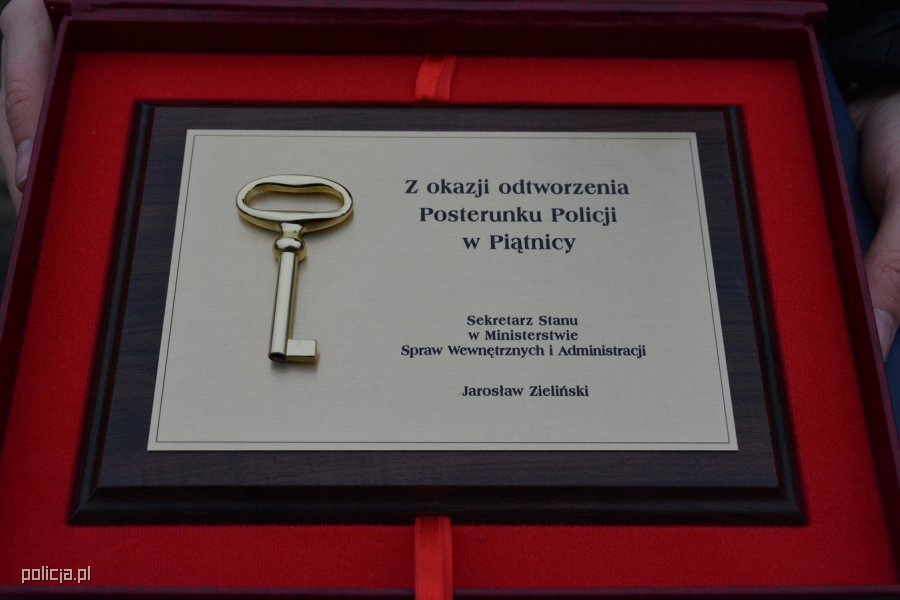 Z okazji odtworzenia
Posterunku Policji
w Piątnicy
Sekretarz Stanu
w Ministerstwie
Spraw Wewnętrznych i Administracji
Jarosław Zieliński
policja.pl